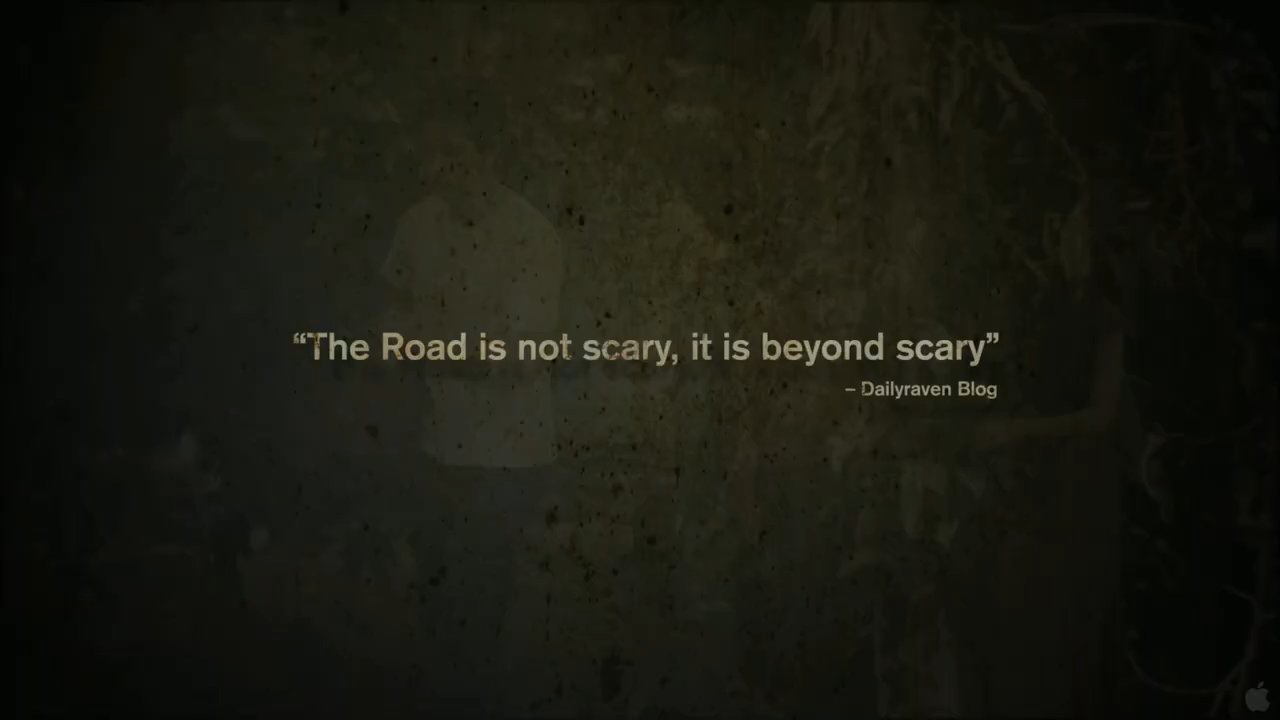 “The Road is not scary, it is beyond scary”
– Dailyraven Blog